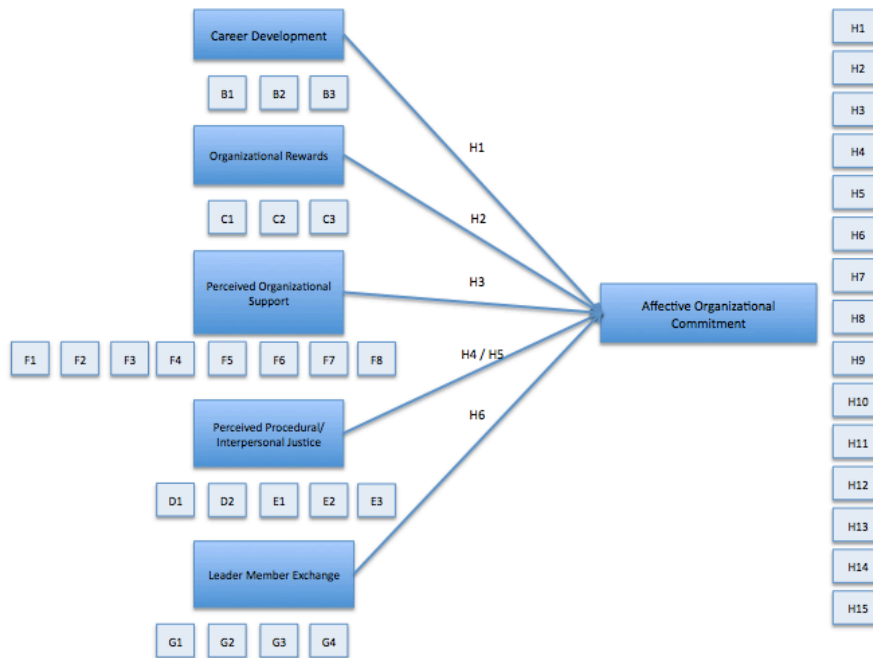 Career Development
B1 B2 B3
Organizational Rewards
C1 C2 C3
Perceived Organizational
Support
F1 F2 F3 F4 F5 F6 F7 F8
Perceived Procedural/
Interpersonal Justice
D1 D2 E1 E2 E3
Leader Member Exchange
G1 G2 G3 G4
H1
H2
H3
H4 / H5
H6
Affective Organizational
Commitment
H1
H2
H3
H4
H5
H6
H7
H8
H9
H10
H11
H12
H13
H14
H15